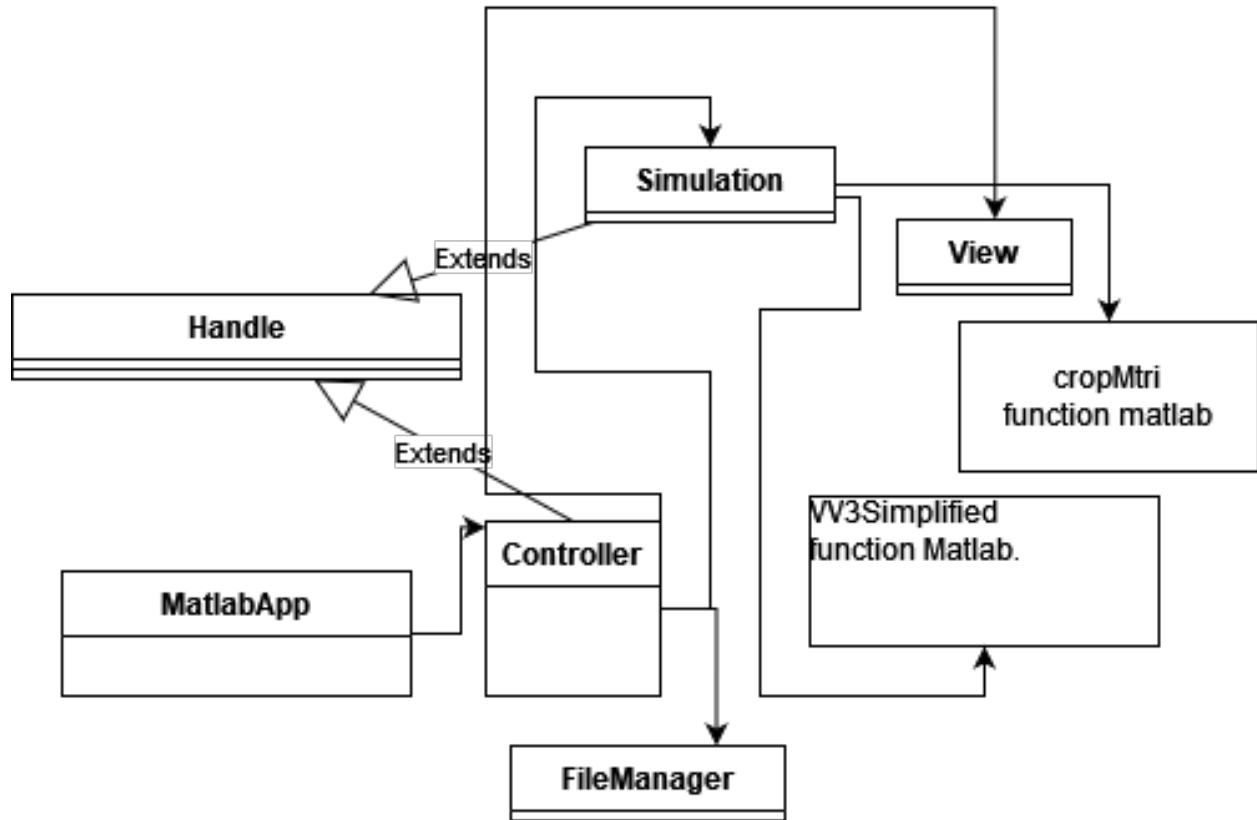 Simulation
View
Extends
Handle
cropMtri
function matlab
Extends
VV3Simplified
function Matlab.
Controller
MatlabApp
FileManager